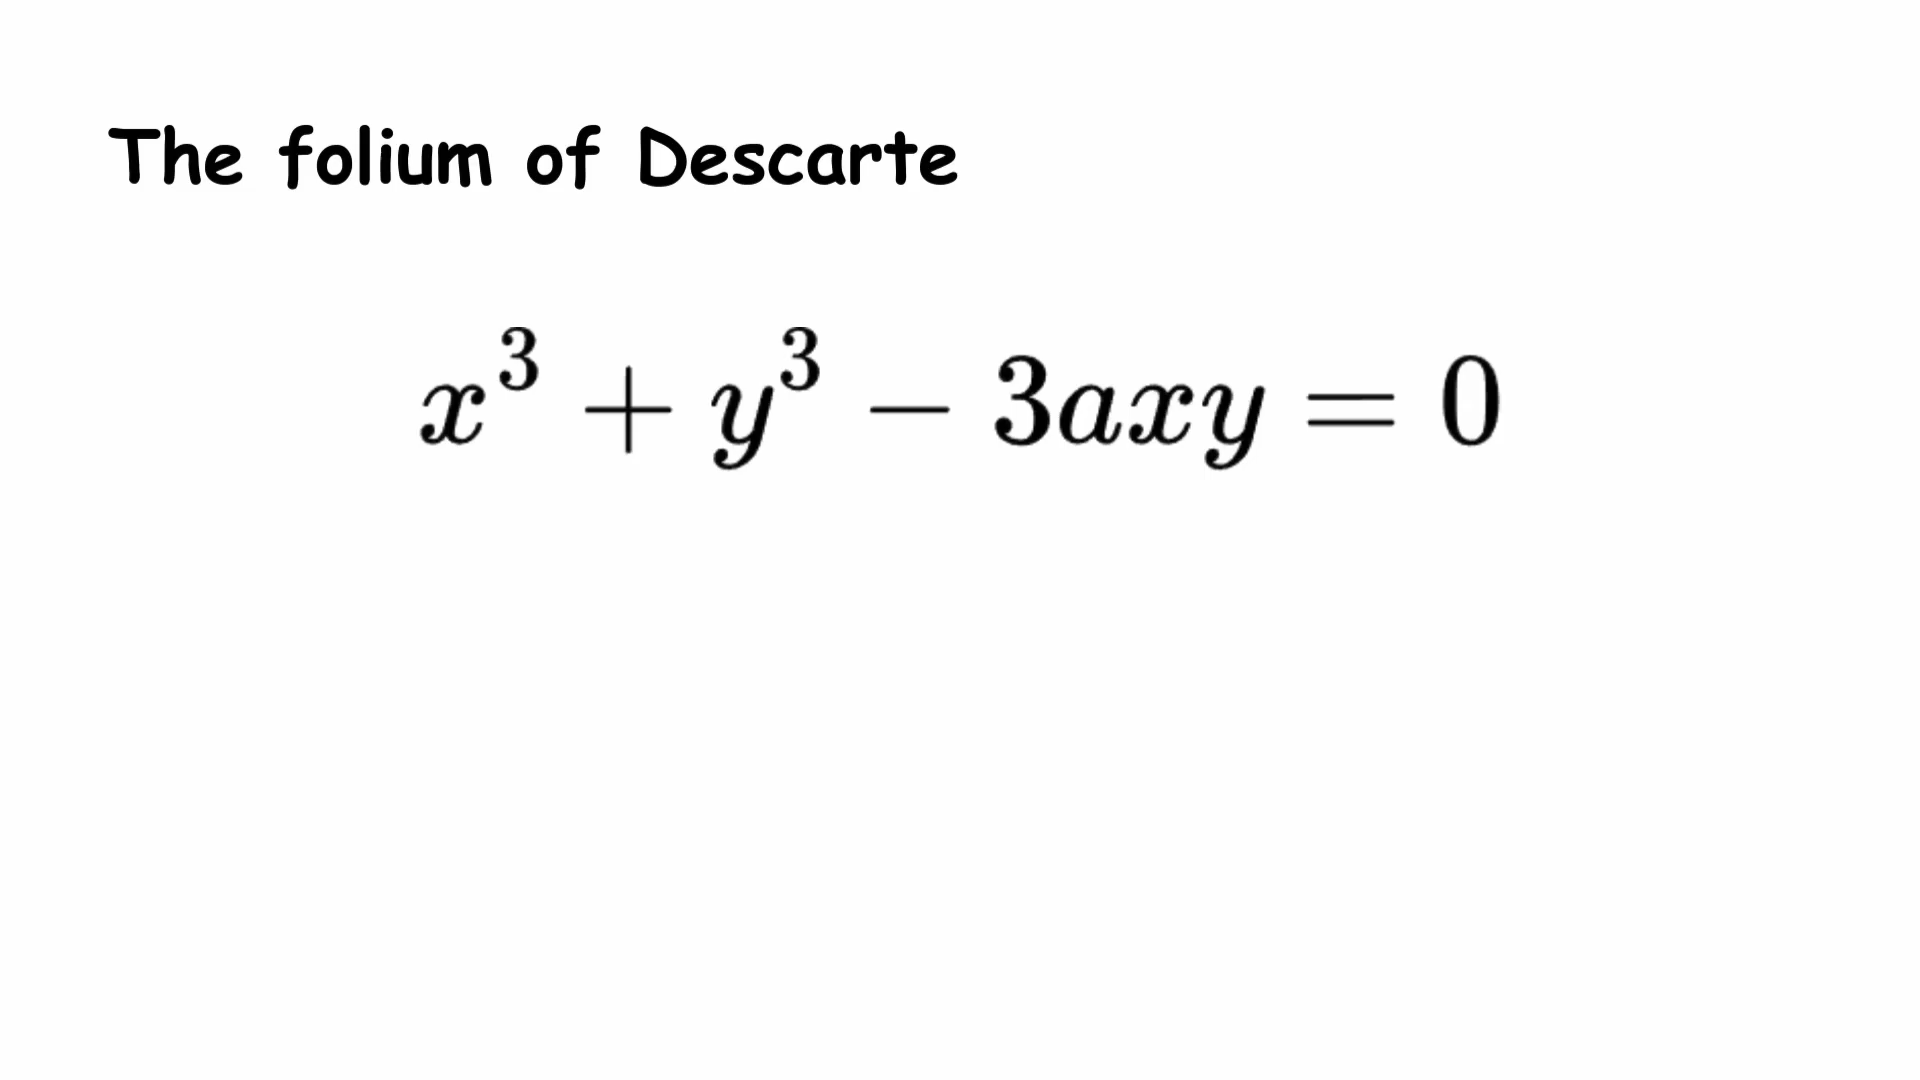 The folium of Descarte
x³ + y³ − 3axy = 0